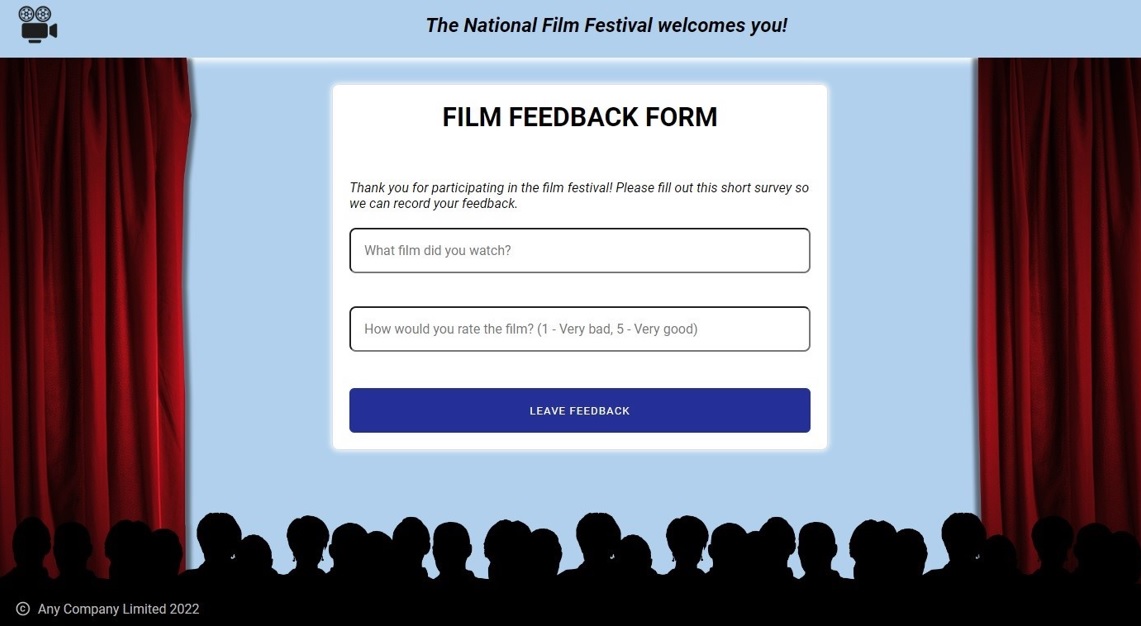 The National Film Festival welcomes you!
FILM FEEDBACK FORM
Thank you for participating in the film festival! Please fill out this short survey so
we can record your feedback.
What film did you watch?
How would you rate the film? (1 - Very bad, 5 - Very good)
LEAVE FEEDBACK
© Any Company Limited 2022